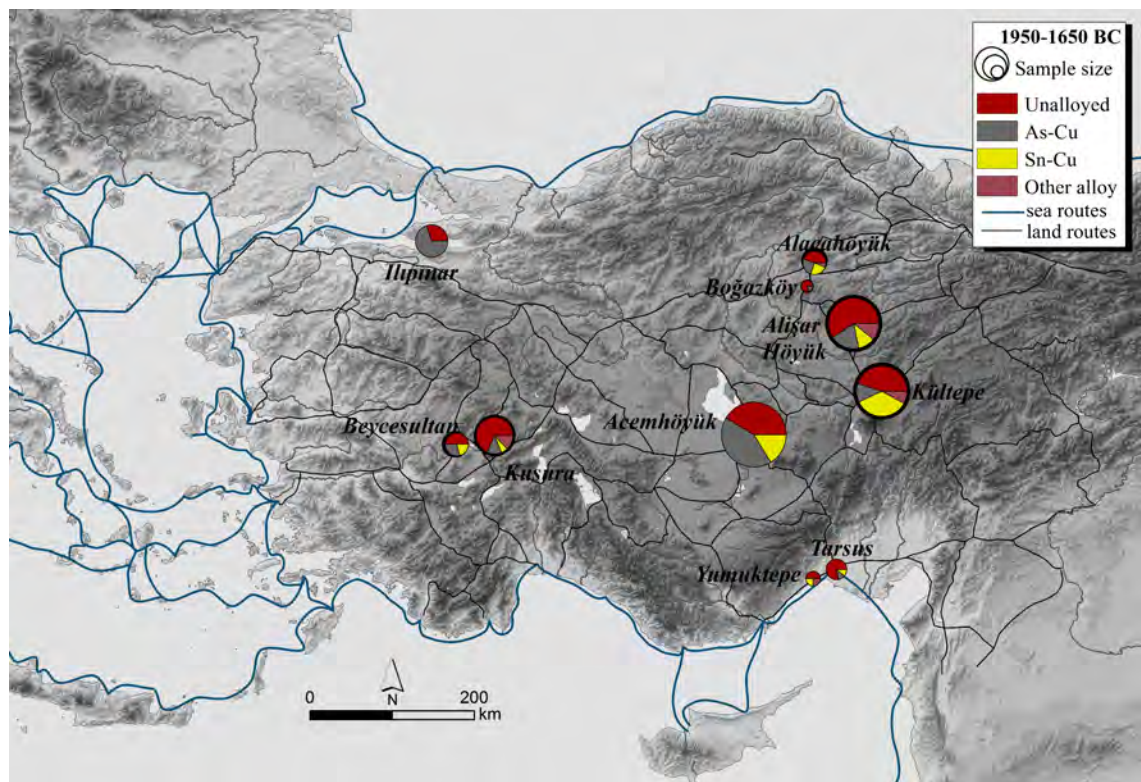 1950-1650 BC
Sample size
Unalloyed
As-Cu
Sn-Cu
Other alloy
sea routes
land routes
Ilıpınar
Alacahöyük
Boğazköy
Alişar
Höyük
Kültepe
Acemhöyük
Beycesultan
Kusura
Tarsus
Yumuktepe
N
0 200
km